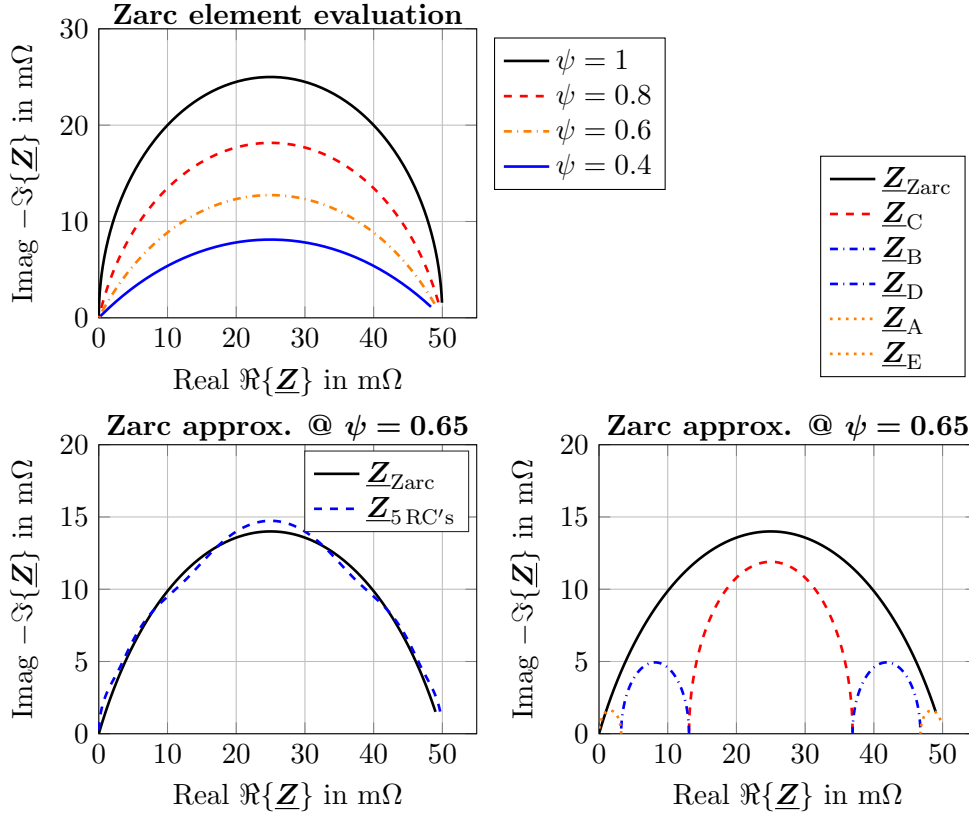 Zarc element evaluation
30
20
10
0
0 10 20 30 40 50
Imag −ℑ{Z} in mΩ
Real ℜ{Z} in mΩ
ψ = 1
ψ = 0.8
ψ = 0.6
ψ = 0.4
Z_Zarc
Z_C
Z_B
Z_D
Z_A
Z_E
Zarc approx. @ ψ = 0.65
20
15
10
5
0
0 10 20 30 40 50
Imag −ℑ{Z} in mΩ
Real ℜ{Z} in mΩ
Z_Zarc
Z_5 RC's
Zarc approx. @ ψ = 0.65
20
15
10
5
0
0 10 20 30 40 50
Imag −ℑ{Z} in mΩ
Real ℜ{Z} in mΩ